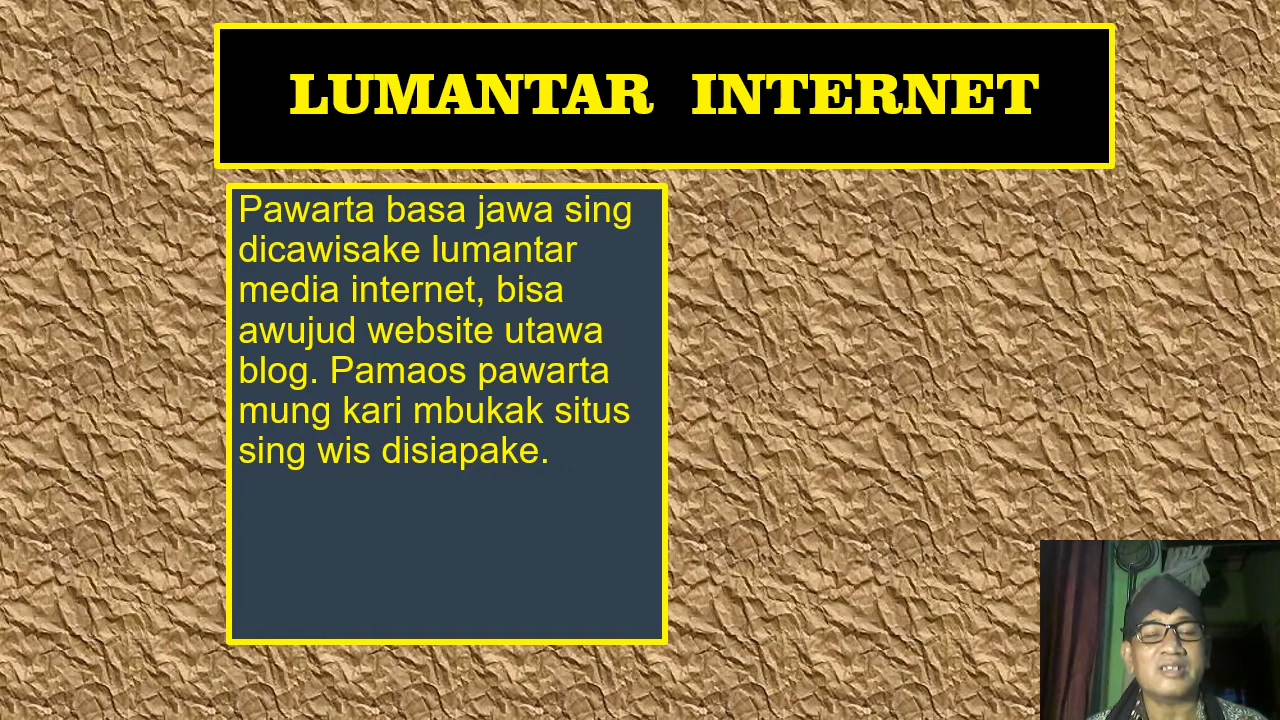 LUMANTAR INTERNET
Pawarta basa jawa sing
dicawisake lumantar
media internet, bisa
awujud website utawa
blog. Pamaos pawarta
mung kari mbukak situs
sing wis disiapake.